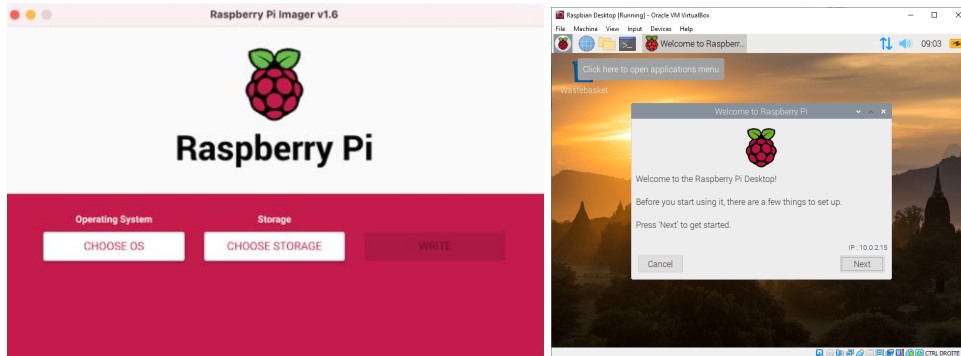 Raspberry Pi Imager v1.6
Raspberry Pi
Operating System
Storage
CHOOSE OS
CHOOSE STORAGE
WRITE
Raspbian Desktop [Running] - Oracle VM VirtualBox
File Machine View Input Devices Help
Welcome to Raspberr...
09:03
Click here to open applications menu
Wastebasket
Welcome to Raspberry Pi
Welcome to the Raspberry Pi Desktop!
Before you start using it, there are a few things to set up.
Press 'Next' to get started.
IP : 10.0.2.15
Cancel
Next
CTRL DROITE